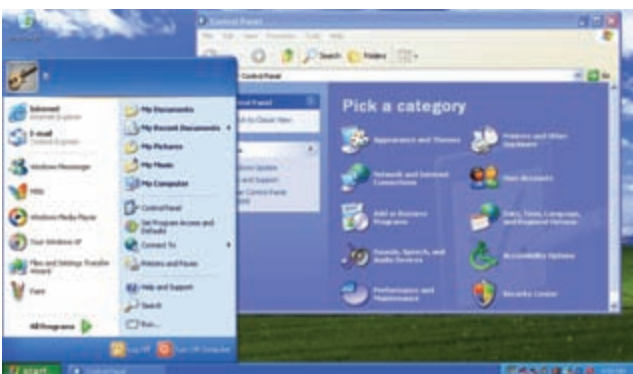 Control Panel
Search
Folders
Control Panel
Pick a category
Appearance and Themes
Printers and Other
Hardware
Network and Internet
Connections
User Accounts
Add or Remove
Programs
Date, Time, Language,
and Regional Options
Sounds, Speech, and
Audio Devices
Accessibility Options
Performance and
Maintenance
Security Center
Internet
Internet Explorer
E-mail
Outlook Express
Windows Messenger
MSN
Windows Media Player
Tour Windows XP
Files and Settings Transfer
Wizard
Paint
All Programs
My Documents
My Recent Documents
My Pictures
My Music
My Computer
Control Panel
Set Program Access and
Defaults
Connect To
Printers and Faxes
Help and Support
Search
Run...
Log Off
Turn Off Computer
start
Control Panel